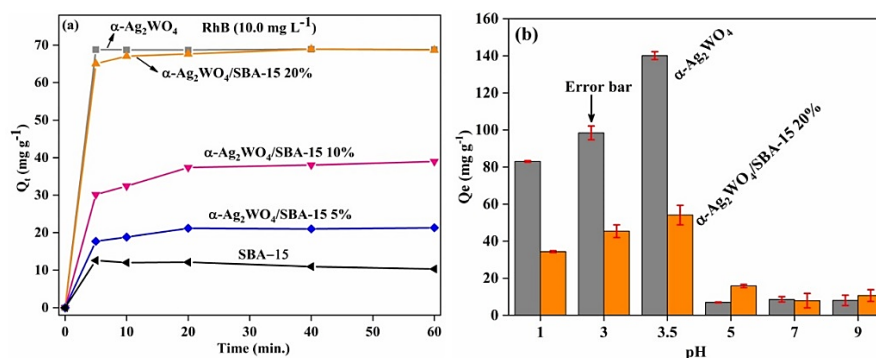 (a)
α-Ag2WO4
RhB (10.0 mg L-1)
α-Ag2WO4/SBA-15 20%
α-Ag2WO4/SBA-15 10%
α-Ag2WO4/SBA-15 5%
SBA-15
Qt (mg g-1)
70
60
50
40
30
20
10
0
0 10 20 30 40 50 60
Time (min.)
(b)
α-Ag2WO4
Error bar
α-Ag2WO4/SBA-15 20%
Qe (mg g-1)
160
140
120
100
80
60
40
20
0
1 3 3.5 5 7 9
pH